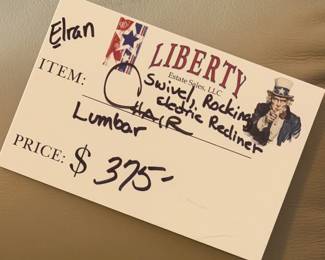 Elran
LIBERTY
Estate Sales, LLC
ITEM: Swivel, Rocking
electric Recliner
CHAIR
Lumbar
PRICE: $ 375-